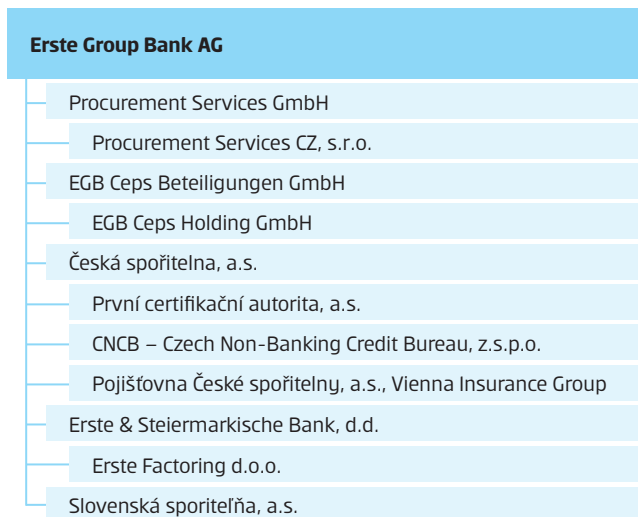 Erste Group Bank AG
Procurement Services GmbH
Procurement Services CZ, s.r.o.
EGB Ceps Beteiligungen GmbH
EGB Ceps Holding GmbH
Česká spořitelna, a.s.
První certifikační autorita, a.s.
CNCB – Czech Non-Banking Credit Bureau, z.s.p.o.
Pojišťovna České spořitelny, a.s., Vienna Insurance Group
Erste & Steiermarkische Bank, d.d.
Erste Factoring d.o.o.
Slovenská sporiteľňa, a.s.